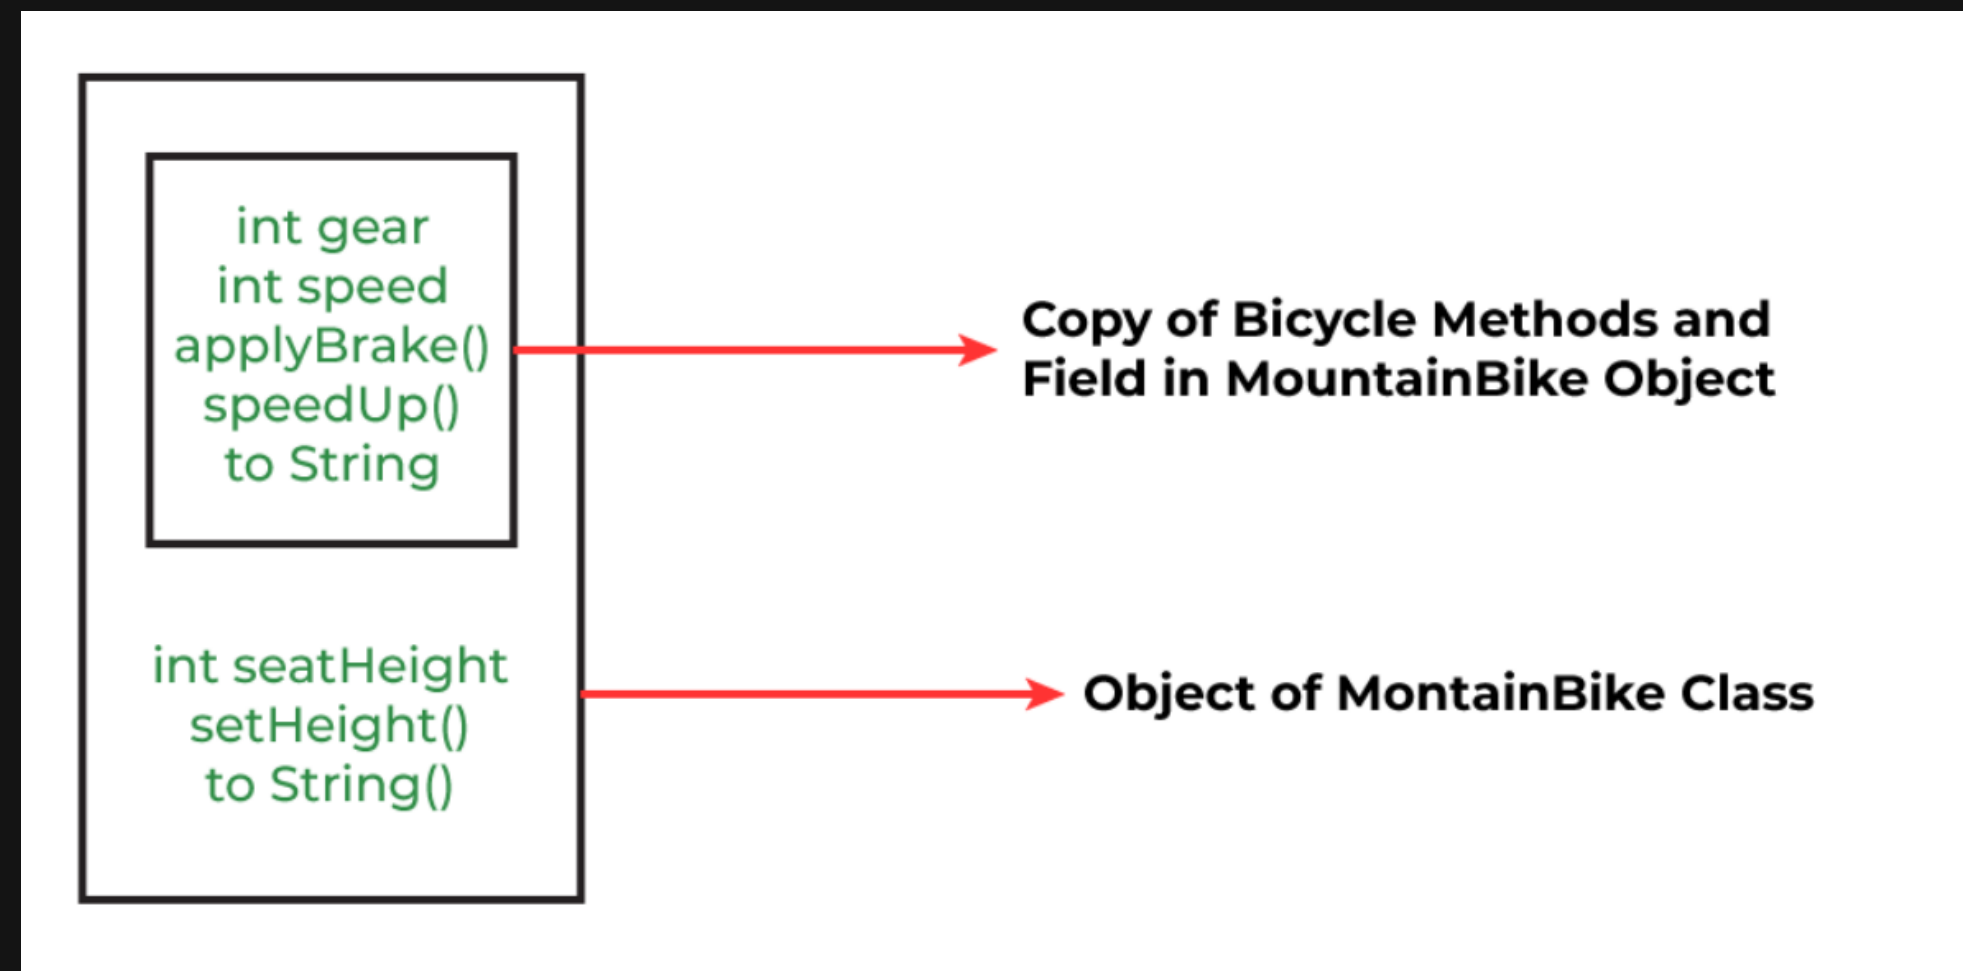 int gear
int speed
applyBrake()
speedUp()
to String
Copy of Bicycle Methods and
Field in MountainBike Object
int seatHeight
setHeight()
to String()
Object of MontainBike Class